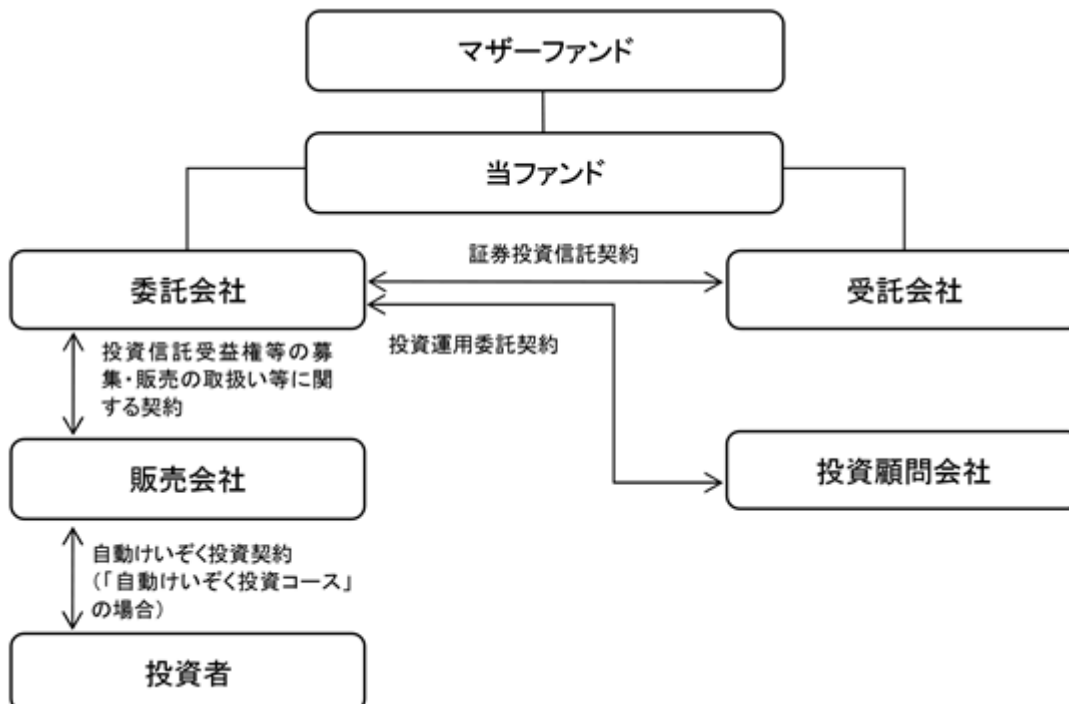 マザーファンド
当ファンド
証券投資信託契約
委託会社
受託会社
投資運用委託契約
投資信託受益権等の募
集・販売の取扱い等に関
する契約
販売会社
投資顧問会社
自動けいぞく投資契約
(「自動けいぞく投資コース」
の場合)
投資者